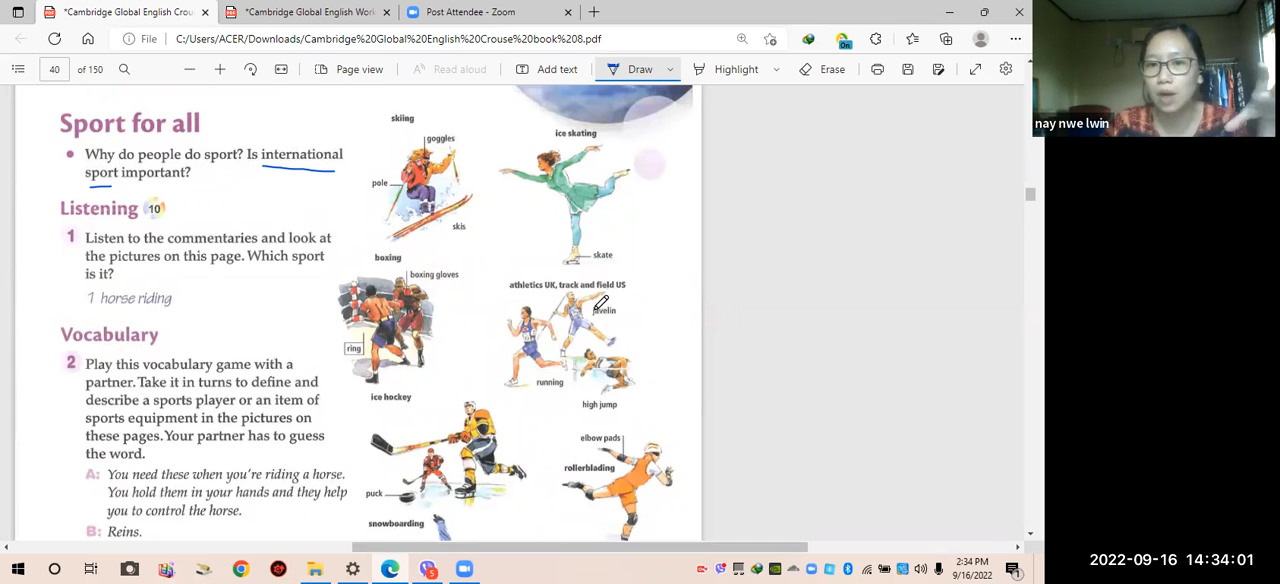 *Cambridge Global English Crou
*Cambridge Global English Work
Post Attendee - Zoom
File
C:/Users/ACER/Downloads/Cambridge%20Global%20English%20Crouse%20book%208.pdf
On
40
of 150
Page view
Read aloud
Add text
Draw
Highlight
Erase
nay nwe lwin
Sport for all
Why do people do sport? Is international
sport important?
Listening 10
1 Listen to the commentaries and look at
the pictures on this page. Which sport
is it?
1 horse riding
Vocabulary
2 Play this vocabulary game with a
partner. Take it in turns to define and
describe a sports player or an item of
sports equipment in the pictures on
these pages. Your partner has to guess
the word.
A: You need these when you're riding a horse.
You hold them in your hands and they help
you to control the horse.
B: Reins.
skiing
goggles
pole
skis
ice skating
skate
boxing
boxing gloves
ring
athletics UK, track and field US
javelin
running
high jump
ice hockey
puck
elbow pads
rollerblading
snowboarding
5
2:34 PM
9/16/2022
1
2022-09-16 14:34:01